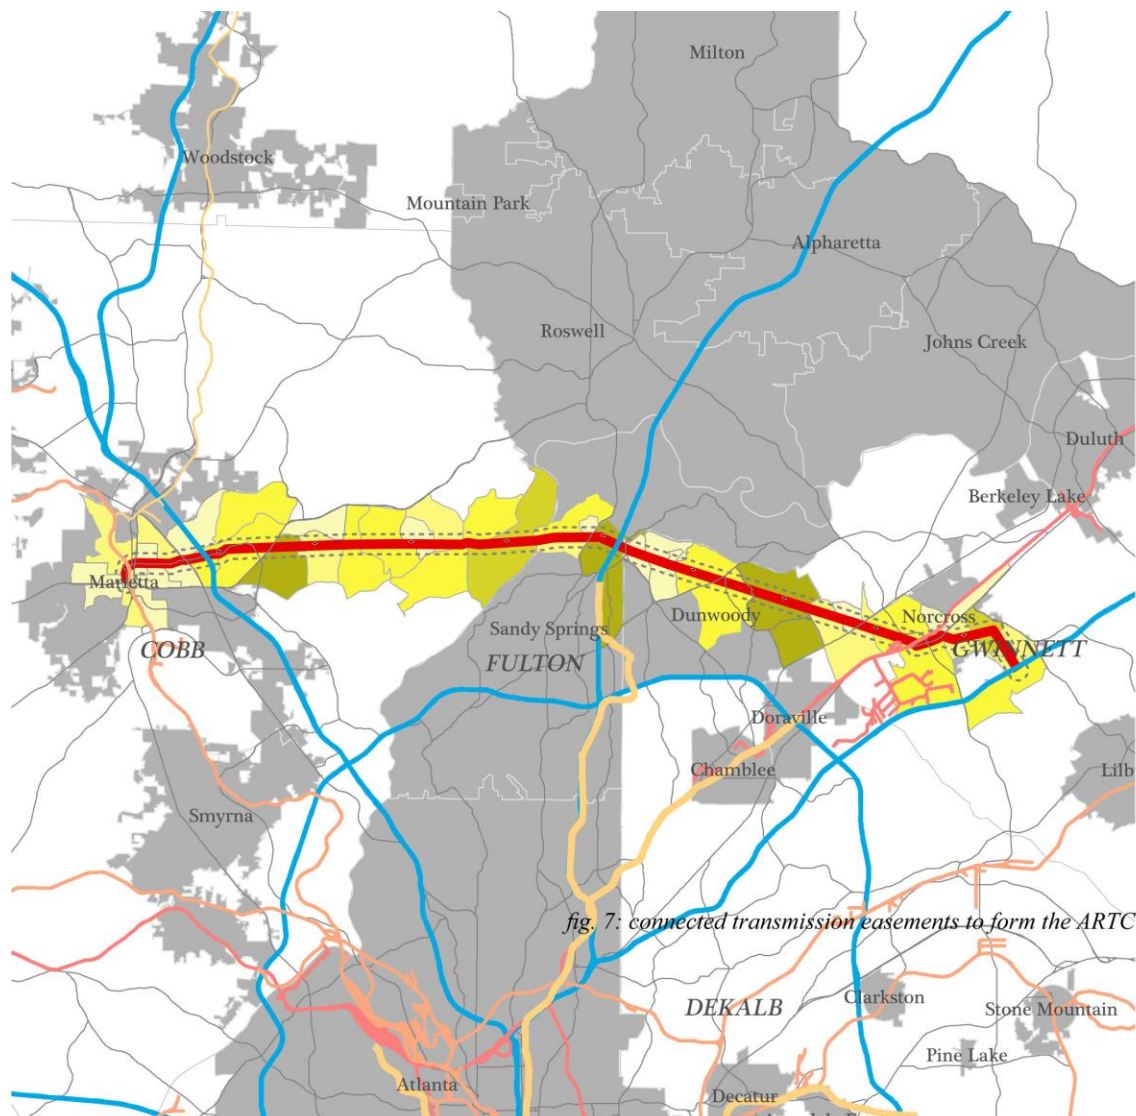 Milton
Woodstock
Mountain Park
Alpharetta
Roswell
Johns Creek
Duluth
Berkeley Lake
Marietta
Norcross
Dunwoody
Sandy Springs
COBB
FULTON
GWINNETT
Doraville
Chamblee
Lilb
Smyrna
fig. 7: connected transmission easements to form the ARTC
Clarkston
DEKALB
Stone Mountain
Pine Lake
Atlanta
Decatur